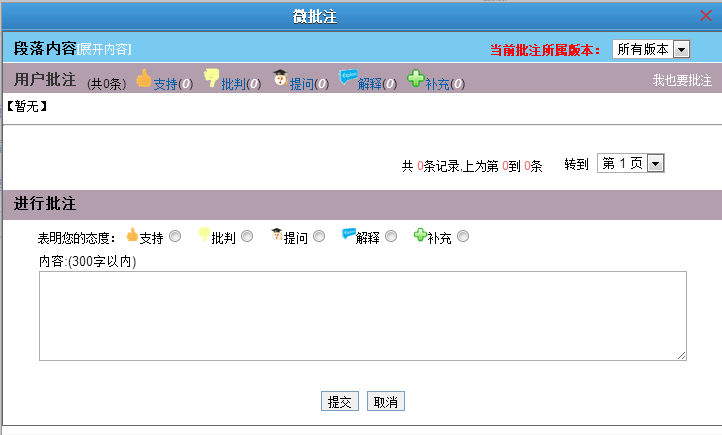 微批注
段落内容[展开内容] 当前批注所属版本： 所有版本
用户批注 (共0条) 支持(0) 批判(0) 提问(0) 解释(0) 补充(0) 我也要批注
【暂无】
共 0条记录,上为第 0到 0条 转到 第 1 页
进行批注
表明您的态度： 支持 批判 提问 解释 补充
内容:(300字以内)
提交 取消